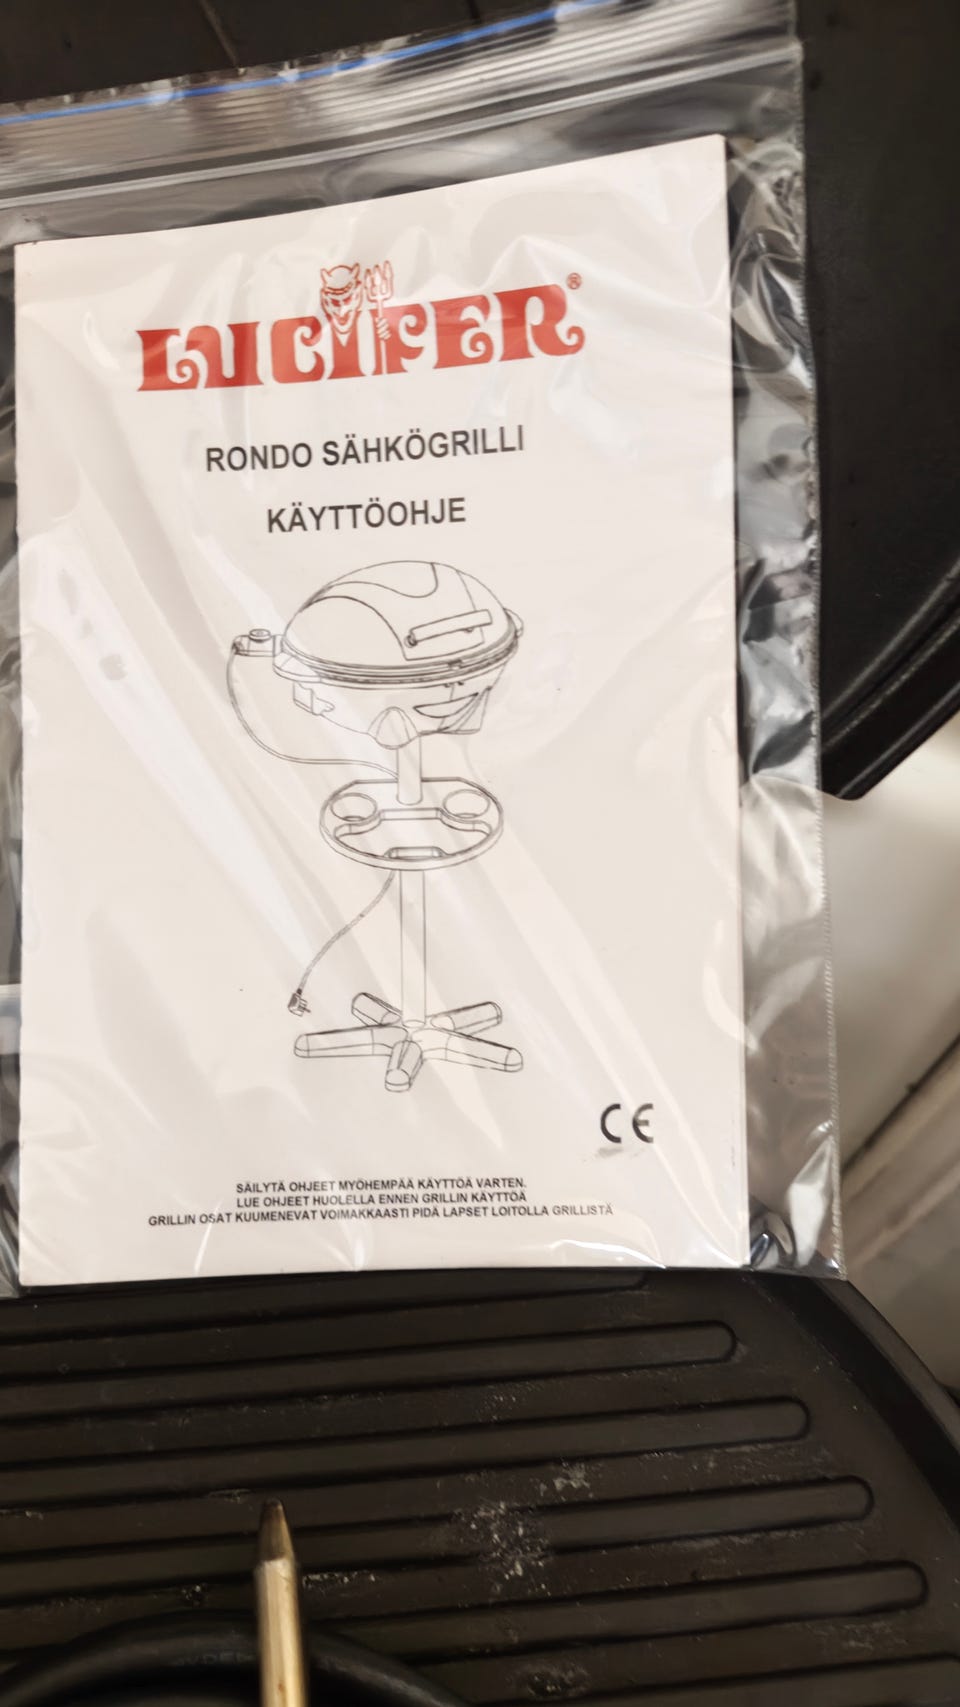 LUCIFER®
RONDO SÄHKÖGRILLI
KÄYTTÖOHJE
CE
SÄILYTÄ OHJEET MYÖHEMPÄÄ KÄYTTÖÄ VARTEN.
LUE OHJEET HUOLELLA ENNEN GRILLIN KÄYTTÖÄ
GRILLIN OSAT KUUMENEVAT VOIMAKKAASTI PIDÄ LAPSET LOITOLLA GRILLISTÄ